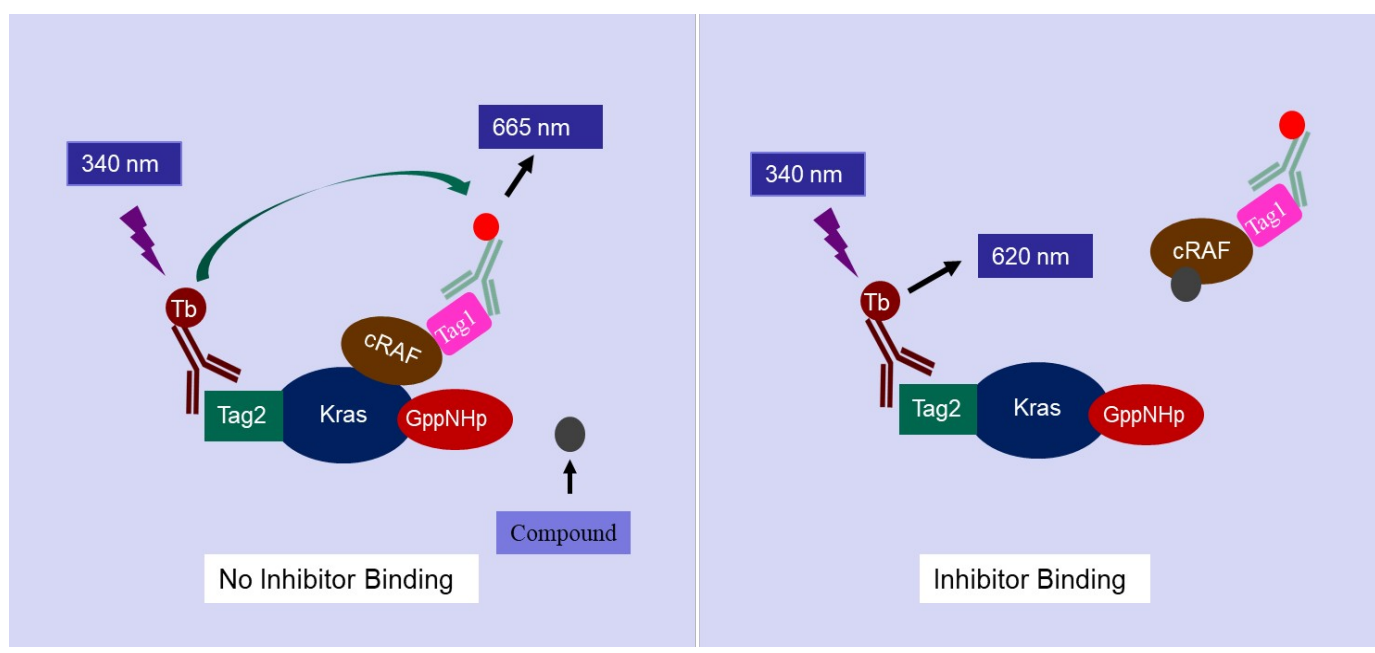 665 nm
340 nm
Tb
Tag1
cRAF
Tag2
Kras
GppNHp
Compound
No Inhibitor Binding
340 nm
Tag1
cRAF
620 nm
Tb
Tag2
Kras
GppNHp
Inhibitor Binding